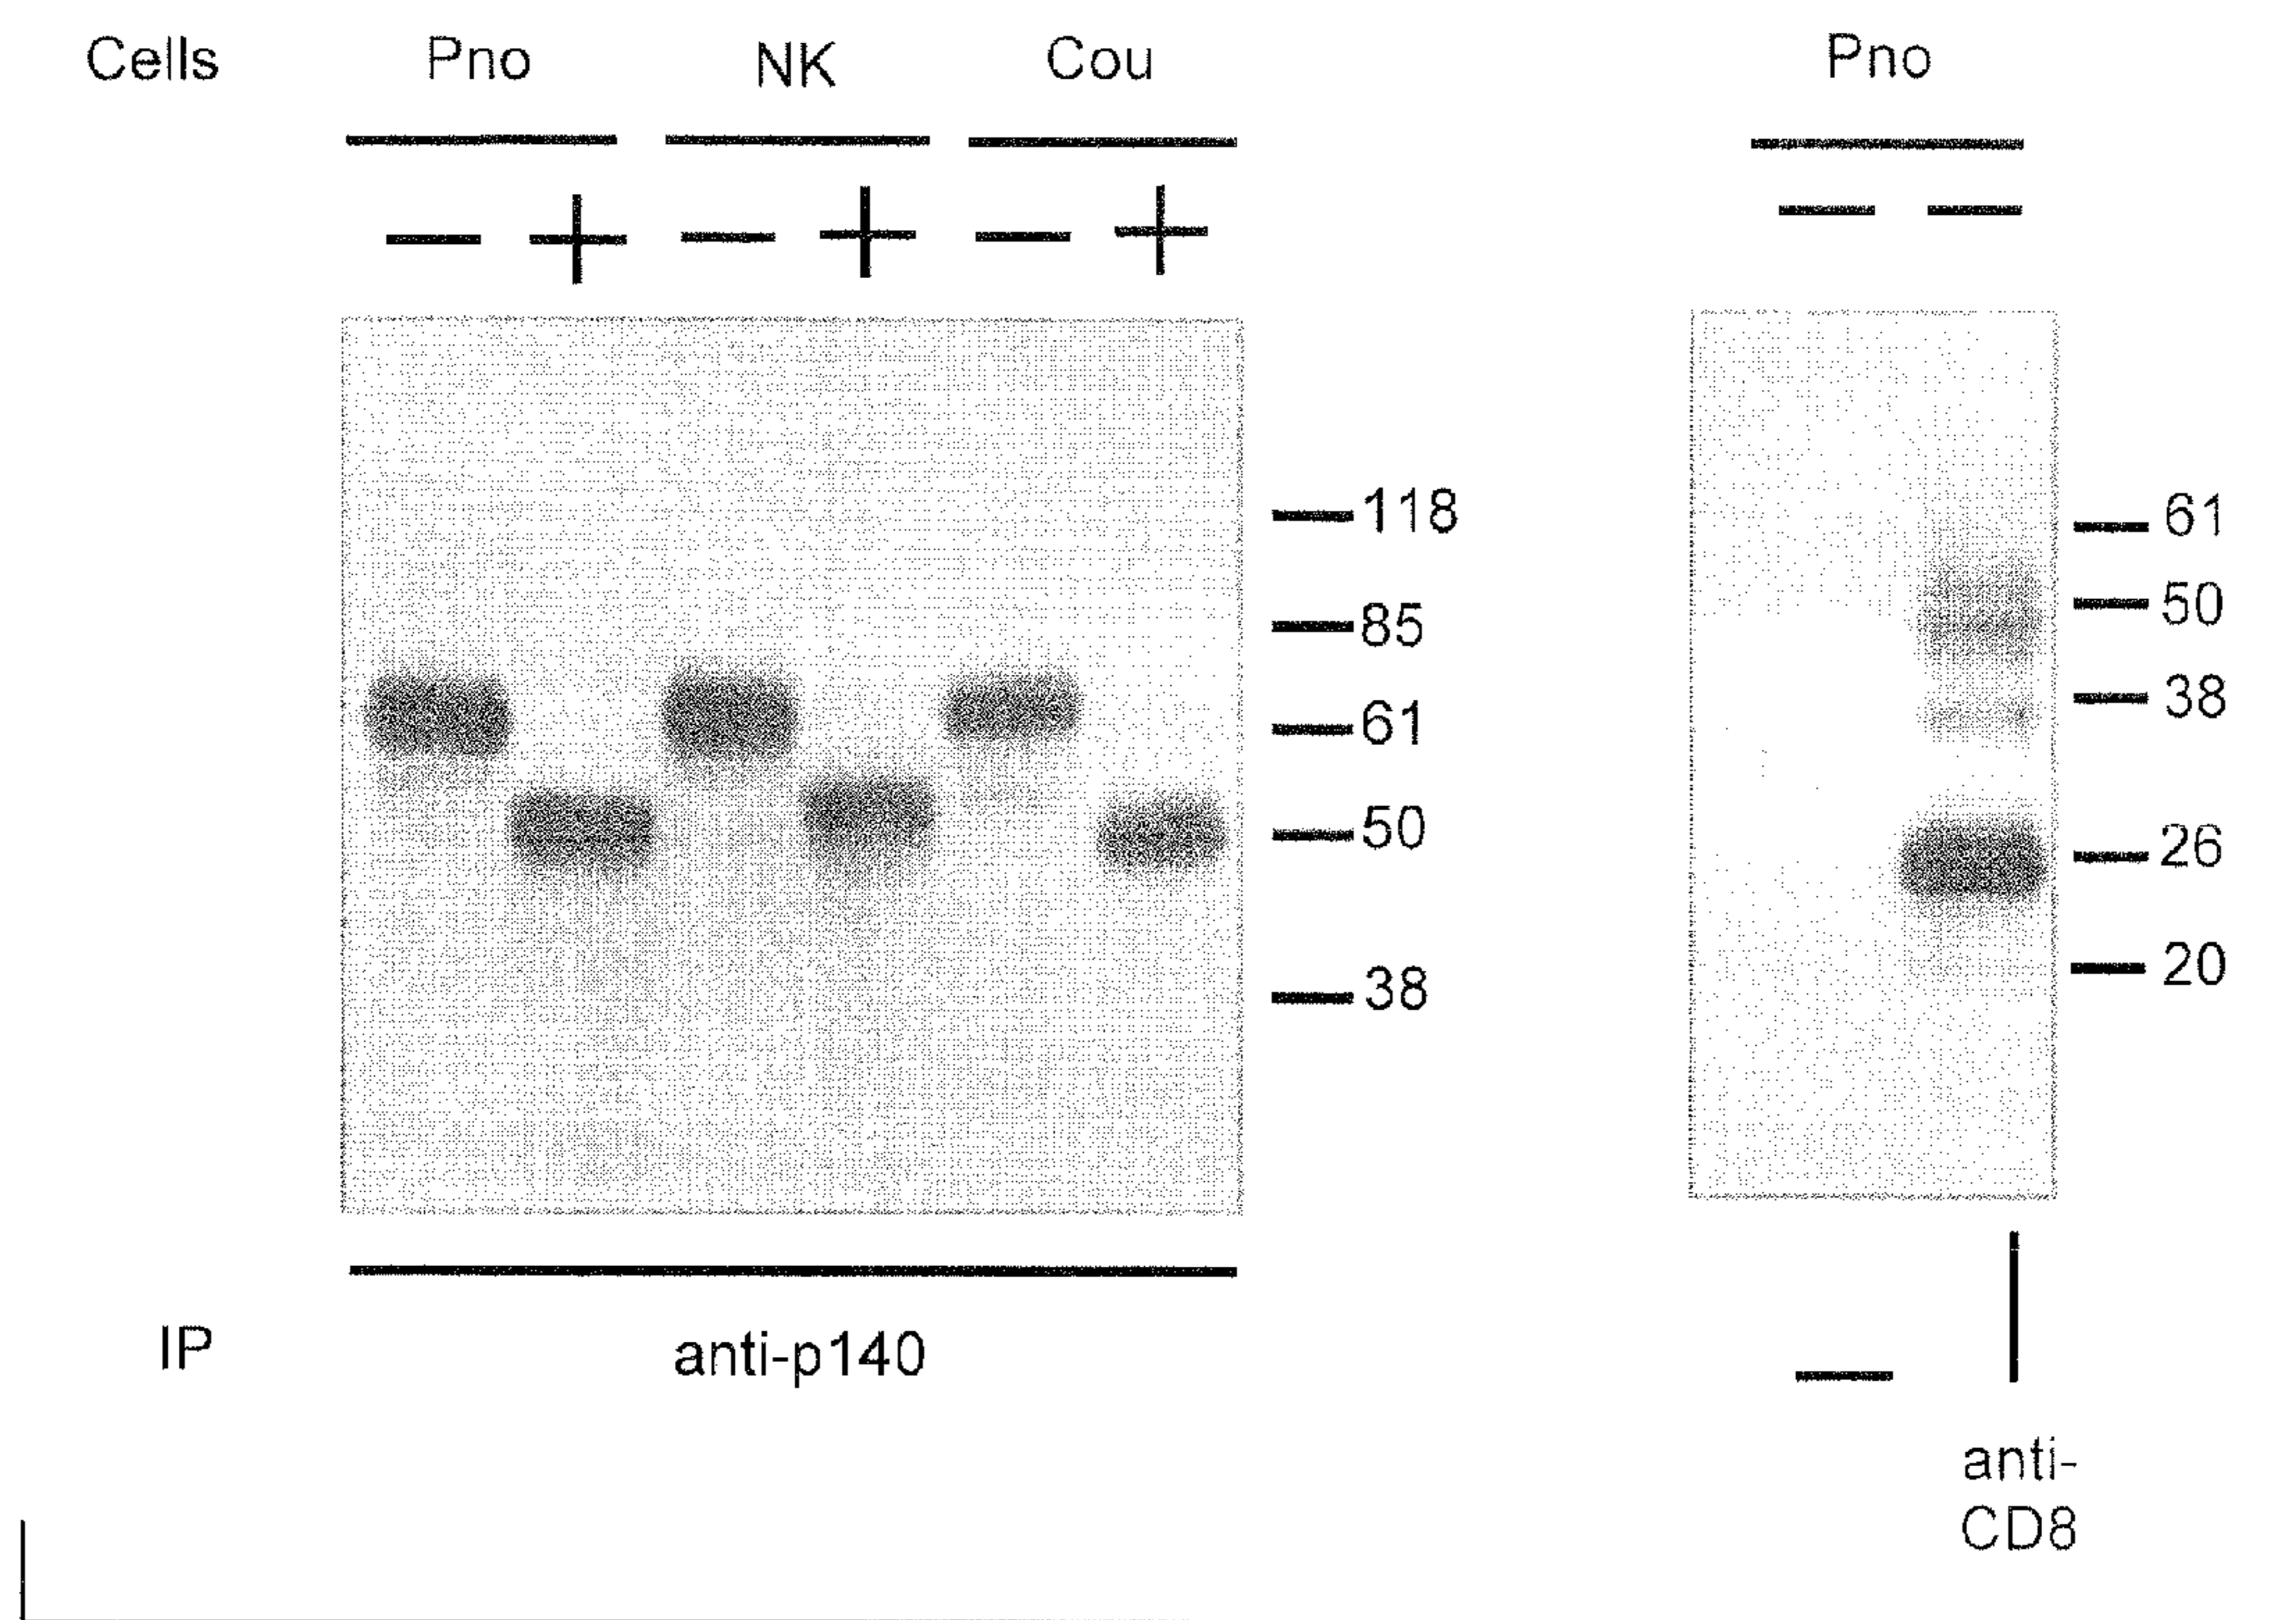 Cells Pno NK Cou Pno
— + — + — + — —
118
85
61
50
38
61
50
38
26
20
IP anti-p140 —
anti-
CD8